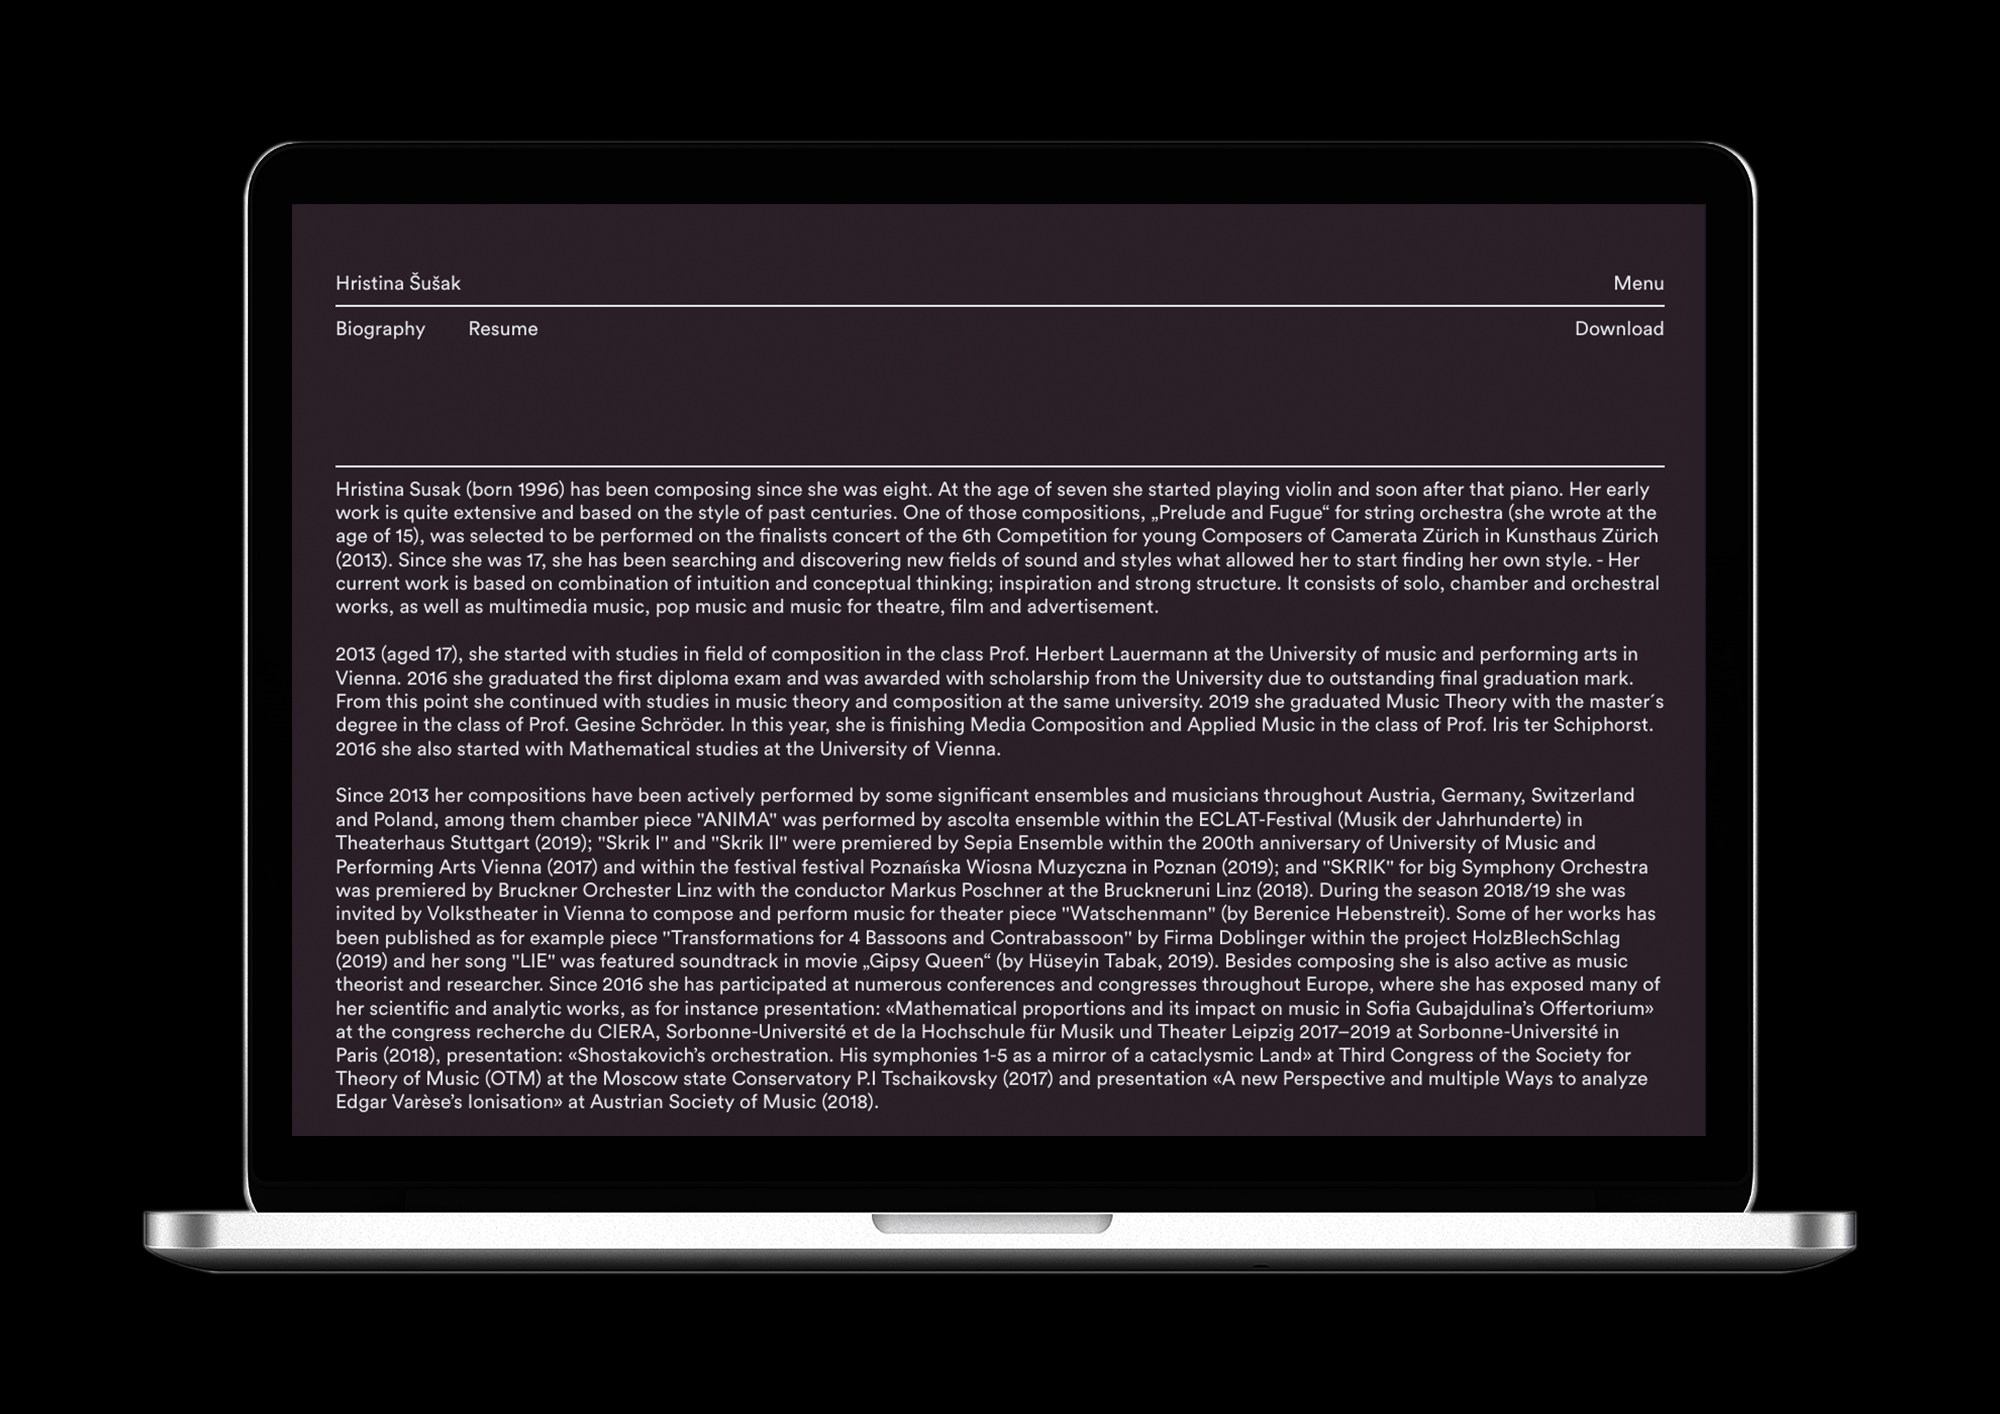 Hristina Šušak
Menu
Biography
Resume
Download
Hristina Susak (born 1996) has been composing since she was eight. At the age of seven she started playing violin and soon after that piano. Her early
work is quite extensive and based on the style of past centuries. One of those compositions, „Prelude and Fugue“ for string orchestra (she wrote at the
age of 15), was selected to be performed on the finalists concert of the 6th Competition for young Composers of Camerata Zürich in Kunsthaus Zürich
(2013). Since she was 17, she has been searching and discovering new fields of sound and styles what allowed her to start finding her own style. - Her
current work is based on combination of intuition and conceptual thinking; inspiration and strong structure. It consists of solo, chamber and orchestral
works, as well as multimedia music, pop music and music for theatre, film and advertisement.
2013 (aged 17), she started with studies in field of composition in the class Prof. Herbert Lauermann at the University of music and performing arts in
Vienna. 2016 she graduated the first diploma exam and was awarded with scholarship from the University due to outstanding final graduation mark.
From this point she continued with studies in music theory and composition at the same university. 2019 she graduated Music Theory with the master´s
degree in the class of Prof. Gesine Schröder. In this year, she is finishing Media Composition and Applied Music in the class of Prof. Iris ter Schiphorst.
2016 she also started with Mathematical studies at the University of Vienna.
Since 2013 her compositions have been actively performed by some significant ensembles and musicians throughout Austria, Germany, Switzerland
and Poland, among them chamber piece "ANIMA" was performed by ascolta ensemble within the ECLAT-Festival (Musik der Jahrhunderte) in
Theaterhaus Stuttgart (2019); "Skrik I" and "Skrik II" were premiered by Sepia Ensemble within the 200th anniversary of University of Music and
Performing Arts Vienna (2017) and within the festival festival Poznańska Wiosna Muzyczna in Poznan (2019); and "SKRIK" for big Symphony Orchestra
was premiered by Bruckner Orchester Linz with the conductor Markus Poschner at the Bruckneruni Linz (2018). During the season 2018/19 she was
invited by Volkstheater in Vienna to compose and perform music for theater piece "Watschenmann" (by Berenice Hebenstreit). Some of her works has
been published as for example piece "Transformations for 4 Bassoons and Contrabassoon" by Firma Doblinger within the project HolzBlechSchlag
(2019) and her song "LIE" was featured soundtrack in movie „Gipsy Queen“ (by Hüseyin Tabak, 2019). Besides composing she is also active as music
theorist and researcher. Since 2016 she has participated at numerous conferences and congresses throughout Europe, where she has exposed many of
her scientific and analytic works, as for instance presentation: «Mathematical proportions and its impact on music in Sofia Gubajdulina’s Offertorium»
at the congress recherche du CIERA, Sorbonne-Université et de la Hochschule für Musik und Theater Leipzig 2017–2019 at Sorbonne-Université in
Paris (2018), presentation: «Shostakovich’s orchestration. His symphonies 1-5 as a mirror of a cataclysmic Land» at Third Congress of the Society for
Theory of Music (OTM) at the Moscow state Conservatory P.I Tschaikovsky (2017) and presentation «A new Perspective and multiple Ways to analyze
Edgar Varèse’s Ionisation» at Austrian Society of Music (2018).